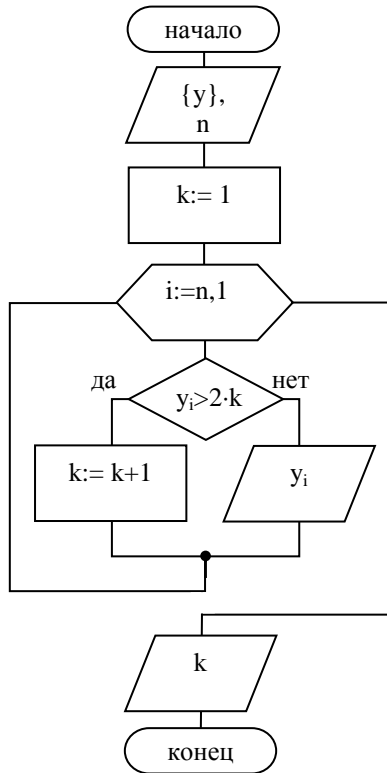 начало
{y},
n
k:= 1
i:=n,1
да
нет
yᵢ>2·k
k:= k+1
yᵢ
k
конец